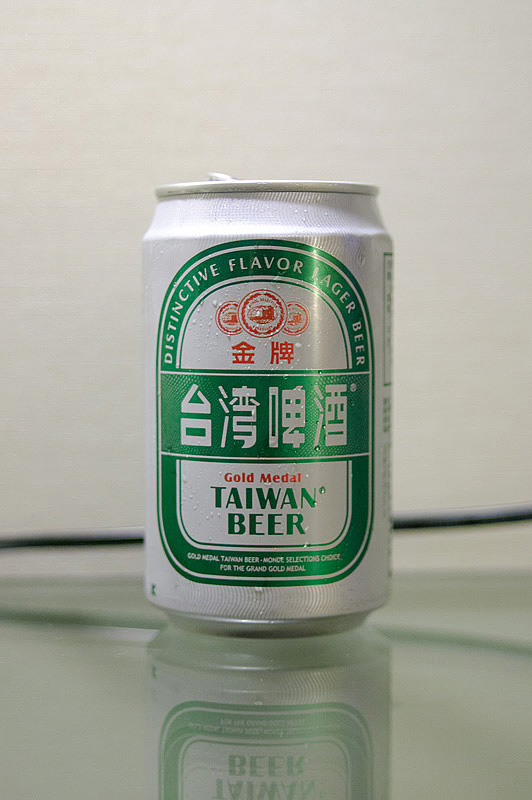 DISTINCTIVE FLAVOR LAGER BEER
金牌
台湾啤酒®
Gold Medal
TAIWAN®
BEER
GOLD MEDAL TAIWAN BEER - MONDE SELECTIONS CHOICE
FOR THE GRAND GOLD MEDAL